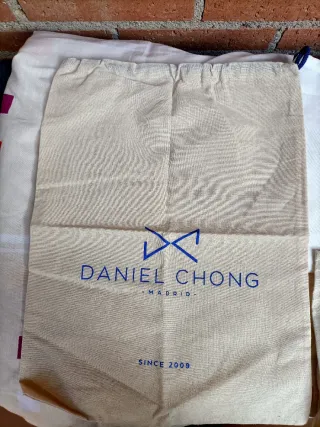 DANIEL CHONG
- MADRID -
SINCE 2009